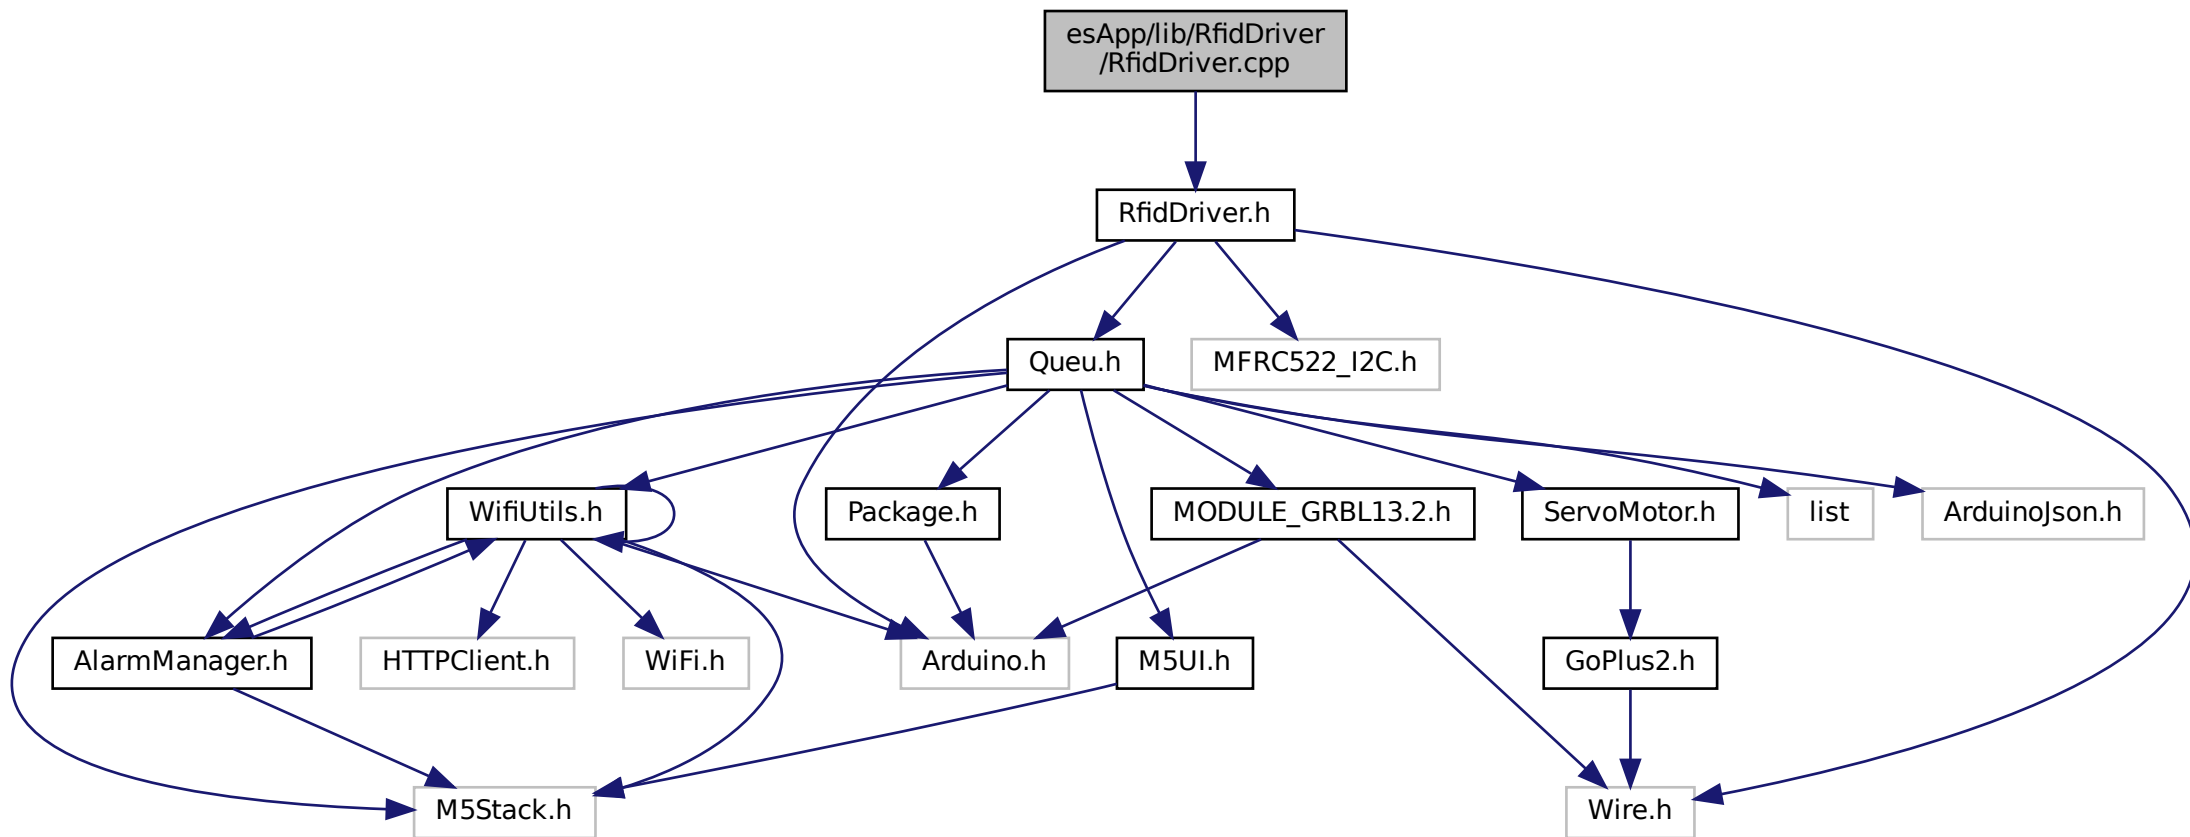 esApp/lib/RfidDriver
/RfidDriver.cpp
RfidDriver.h
Queu.h
MFRC522_I2C.h
WifiUtils.h
Package.h
MODULE_GRBL13.2.h
ServoMotor.h
list
ArduinoJson.h
AlarmManager.h
HTTPClient.h
WiFi.h
Arduino.h
M5UI.h
GoPlus2.h
M5Stack.h
Wire.h